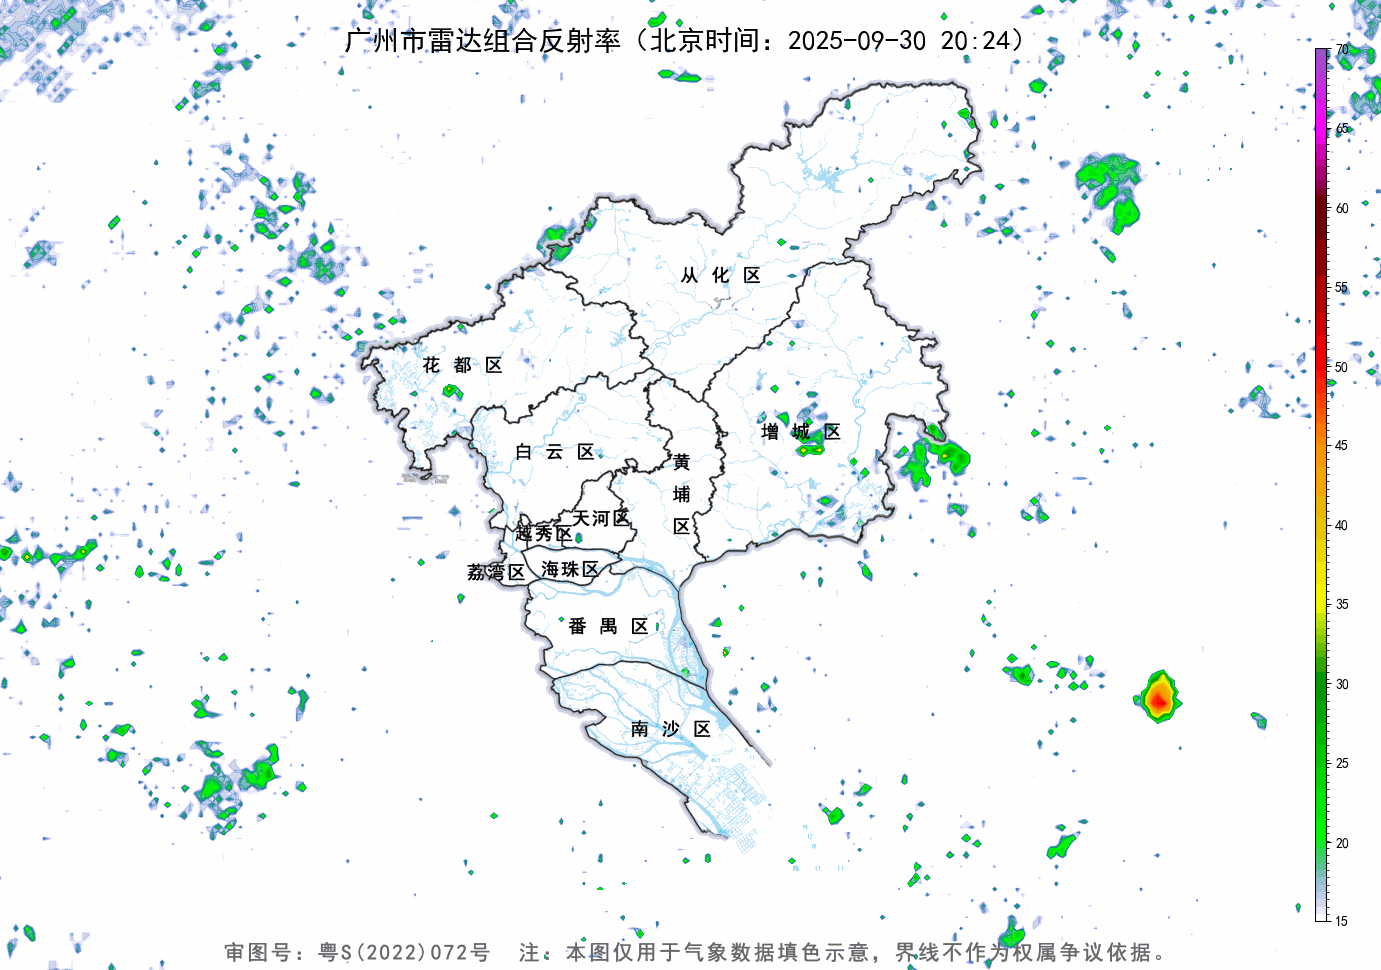 广州市雷达组合反射率（北京时间：2025-09-30 20:24）
70
65
60
55
50
45
40
35
30
25
20
15
从化区
花都区
增城区
白云区
黄埔区
天河区
越秀区
荔湾区
海珠区
番禺区
南沙区
审图号：粤S(2022)072号 注：本图仅用于气象数据填色示意，界线不作为权属争议依据。